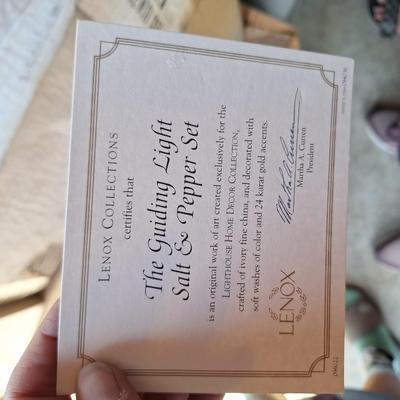 LENOX COLLECTIONS
certifies that
The Guiding Light
Salt & Pepper Set
is an original work of art created exclusively for the
LIGHTHOUSE HOME DECOR COLLECTION,
crafted of ivory fine china, and decorated with
soft washes of color and 24 karat gold accents.
LENOX
Martha A. Curren
Martha A. Curren
President